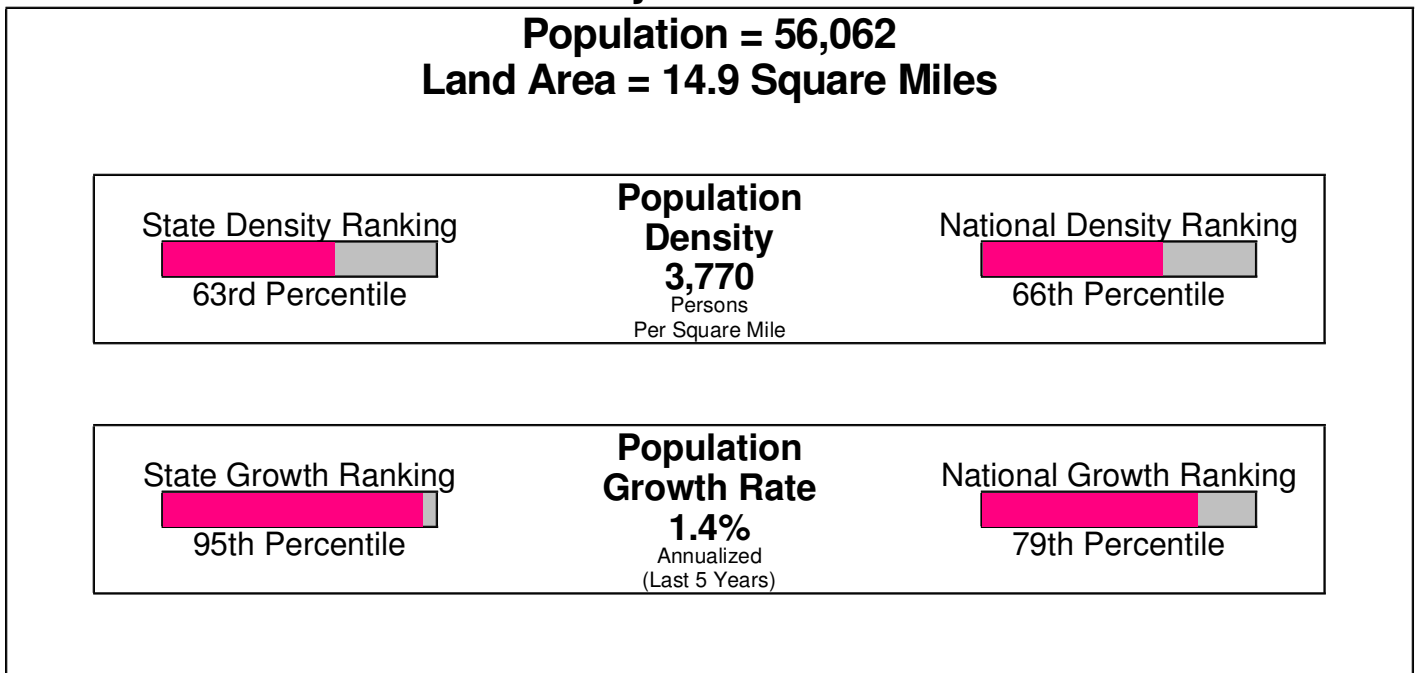 Population = 56,062
Land Area = 14.9 Square Miles
Population
Density
3,770
Persons
Per Square Mile
State Density Ranking
63rd Percentile
National Density Ranking
66th Percentile
Population
Growth Rate
1.4%
Annualized
(Last 5 Years)
State Growth Ranking
95th Percentile
National Growth Ranking
79th Percentile